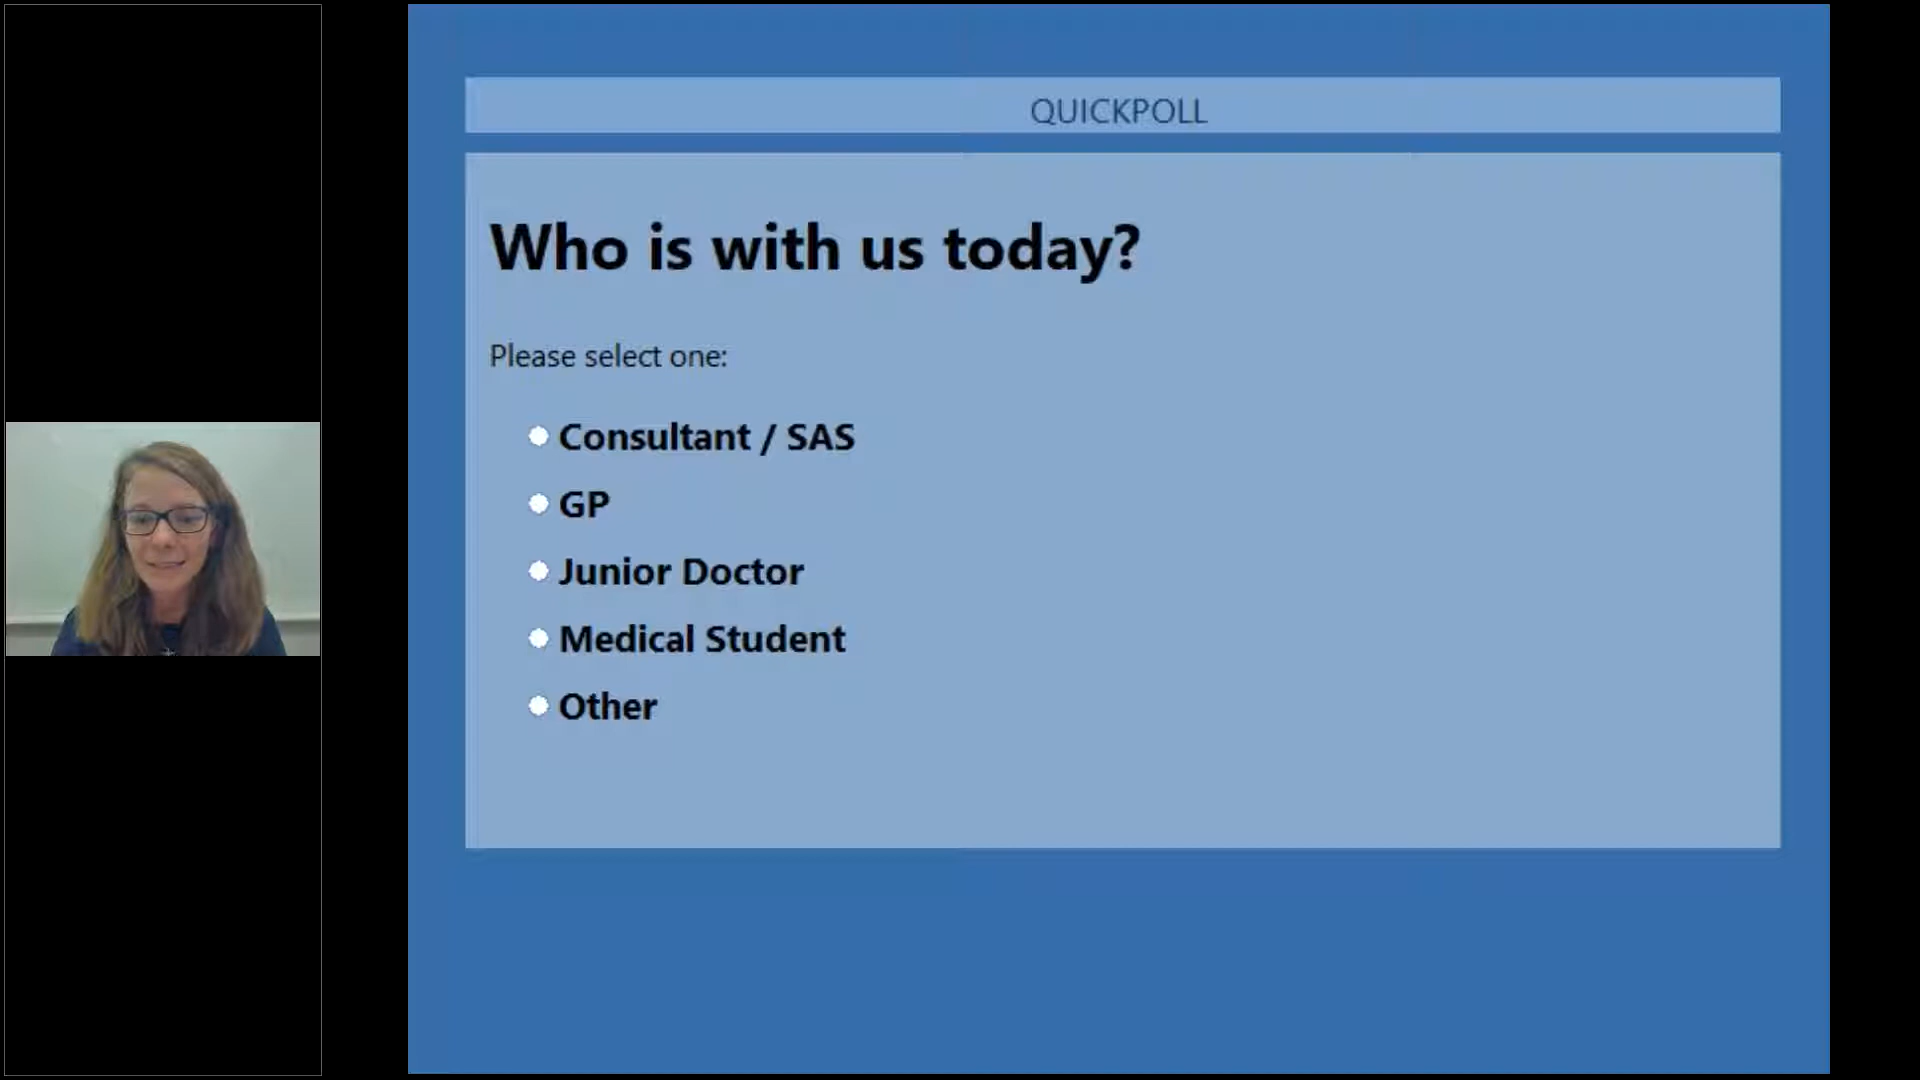 QUICKPOLL
Who is with us today?
Please select one:
Consultant / SAS
GP
Junior Doctor
Medical Student
Other